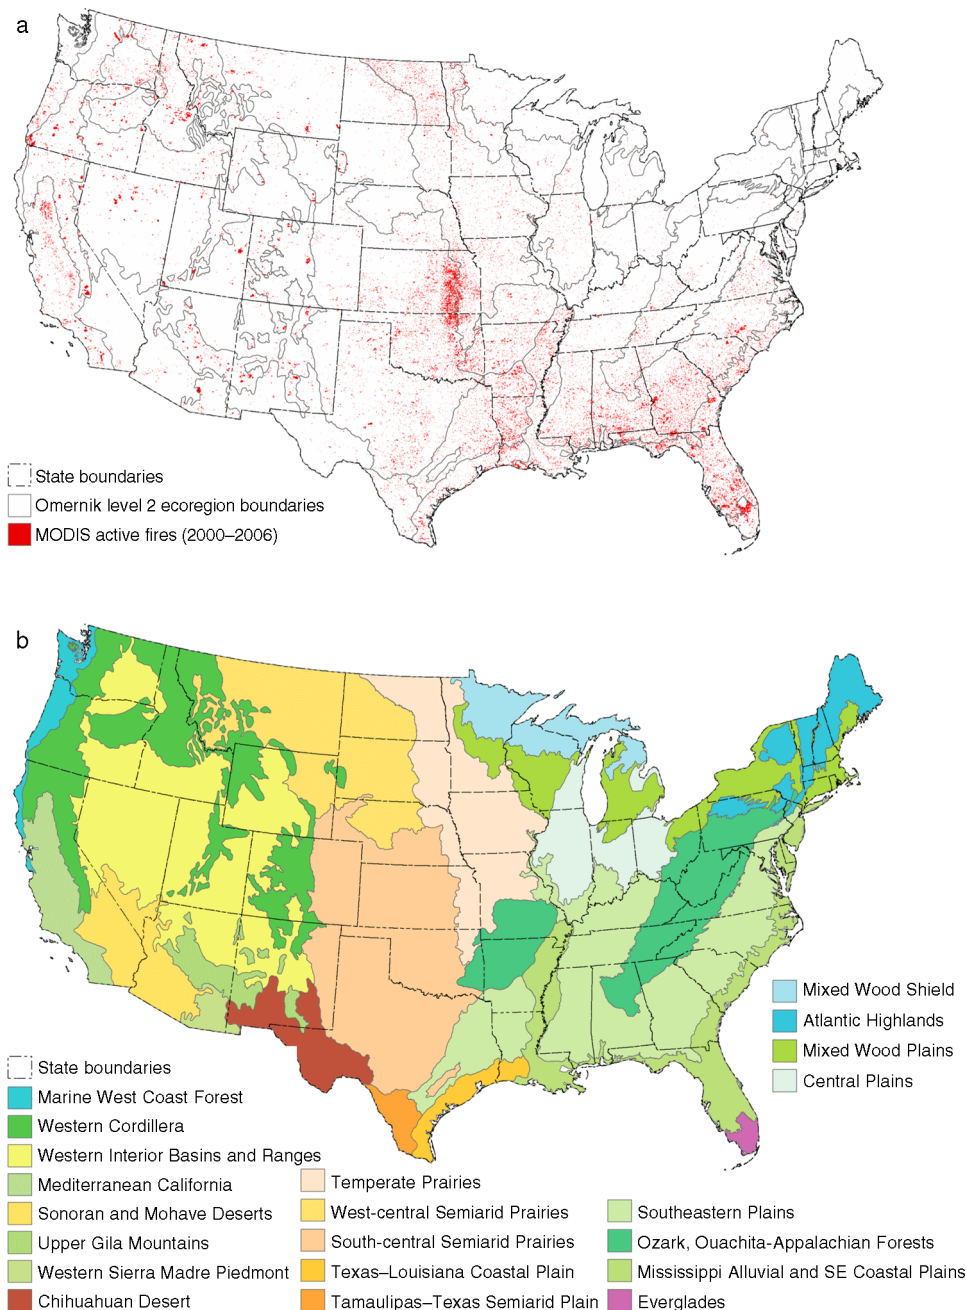 a
State boundaries
Omernik level 2 ecoregion boundaries
MODIS active fires (2000–2006)
b
Mixed Wood Shield
Atlantic Highlands
Mixed Wood Plains
Central Plains
State boundaries
Marine West Coast Forest
Western Cordillera
Western Interior Basins and Ranges
Mediterranean California
Sonoran and Mohave Deserts
Upper Gila Mountains
Western Sierra Madre Piedmont
Chihuahuan Desert
Temperate Prairies
West-central Semiarid Prairies
South-central Semiarid Prairies
Texas–Louisiana Coastal Plain
Tamaulipas–Texas Semiarid Plain
Southeastern Plains
Ozark, Ouachita-Appalachian Forests
Mississippi Alluvial and SE Coastal Plains
Everglades